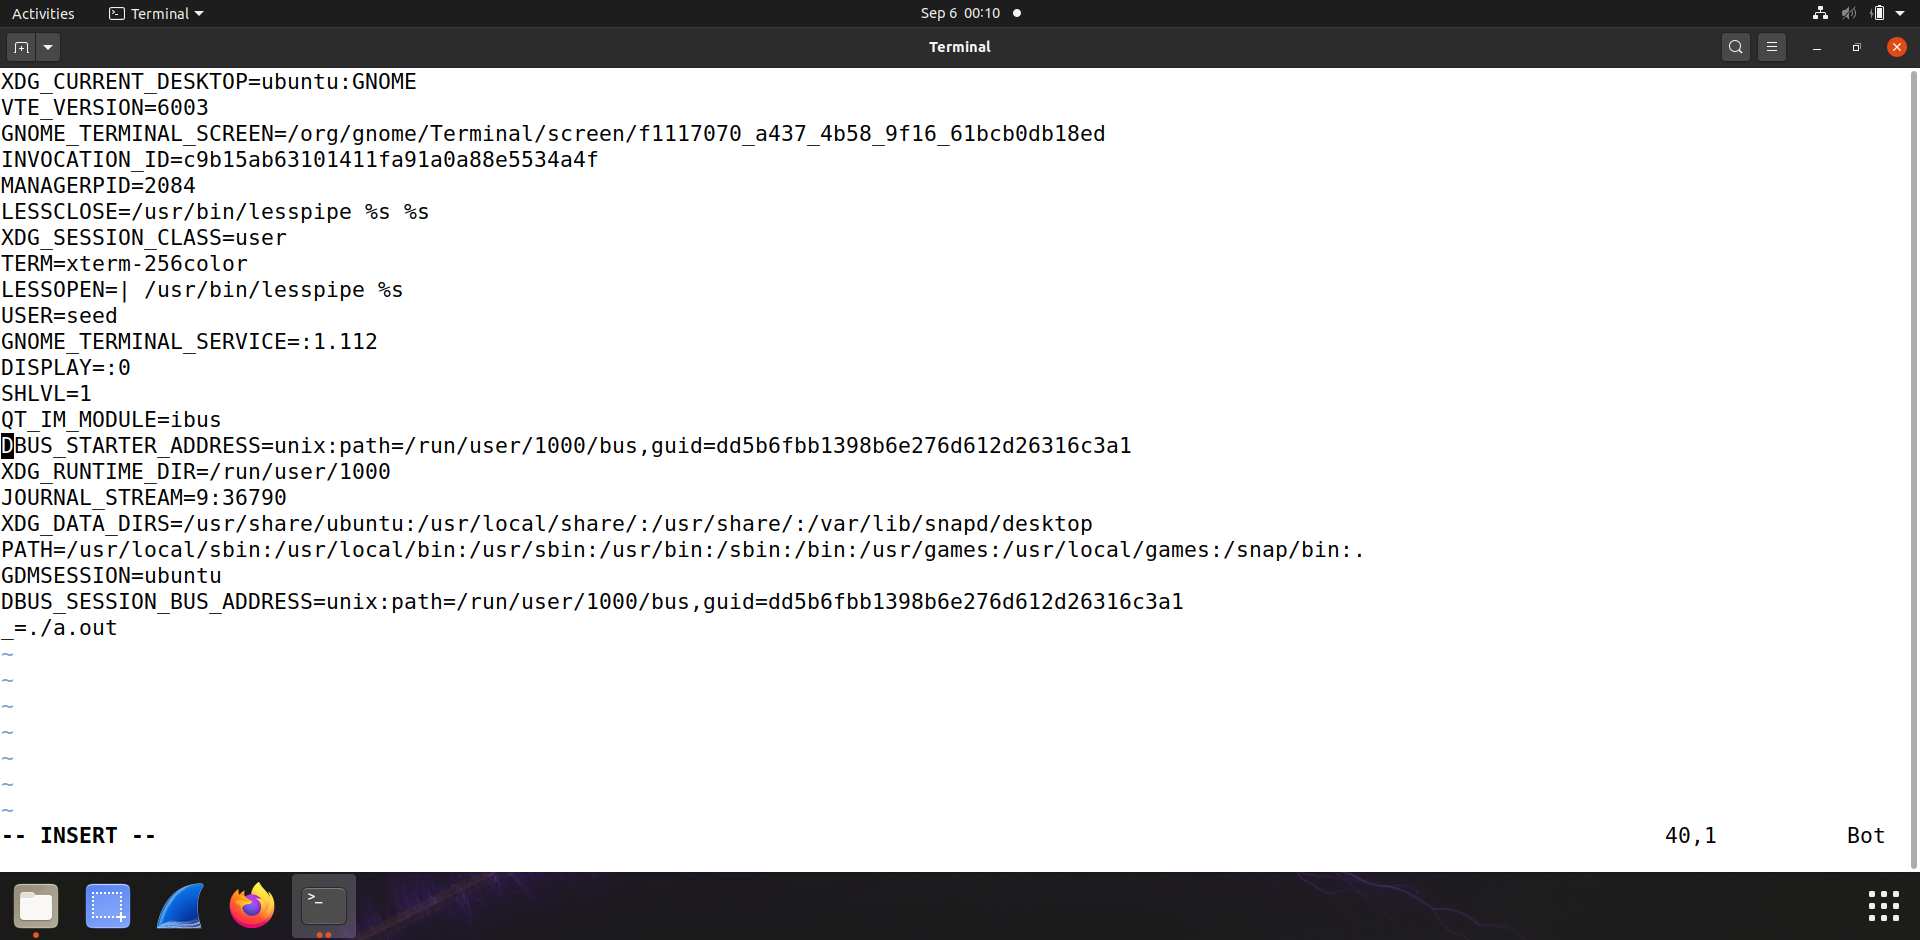 Activities
Terminal
Sep 6 00:10
Terminal
XDG_CURRENT_DESKTOP=ubuntu:GNOME
VTE_VERSION=6003
GNOME_TERMINAL_SCREEN=/org/gnome/Terminal/screen/f1117070_a437_4b58_9f16_61bcb0db18ed
INVOCATION_ID=c9b15ab63101411fa91a0a88e5534a4f
MANAGERPID=2084
LESSCLOSE=/usr/bin/lesspipe %s %s
XDG_SESSION_CLASS=user
TERM=xterm-256color
LESSOPEN=| /usr/bin/lesspipe %s
USER=seed
GNOME_TERMINAL_SERVICE=:1.112
DISPLAY=:0
SHLVL=1
QT_IM_MODULE=ibus
DBUS_STARTER_ADDRESS=unix:path=/run/user/1000/bus,guid=dd5b6fbb1398b6e276d612d26316c3a1
XDG_RUNTIME_DIR=/run/user/1000
JOURNAL_STREAM=9:36790
XDG_DATA_DIRS=/usr/share/ubuntu:/usr/local/share/:/usr/share/:/var/lib/snapd/desktop
PATH=/usr/local/sbin:/usr/local/bin:/usr/sbin:/usr/bin:/sbin:/bin:/usr/games:/usr/local/games:/snap/bin:.
GDMSESSION=ubuntu
DBUS_SESSION_BUS_ADDRESS=unix:path=/run/user/1000/bus,guid=dd5b6fbb1398b6e276d612d26316c3a1
_=./a.out
~
~
~
~
~
~
~
-- INSERT -- 40,1 Bot
>_